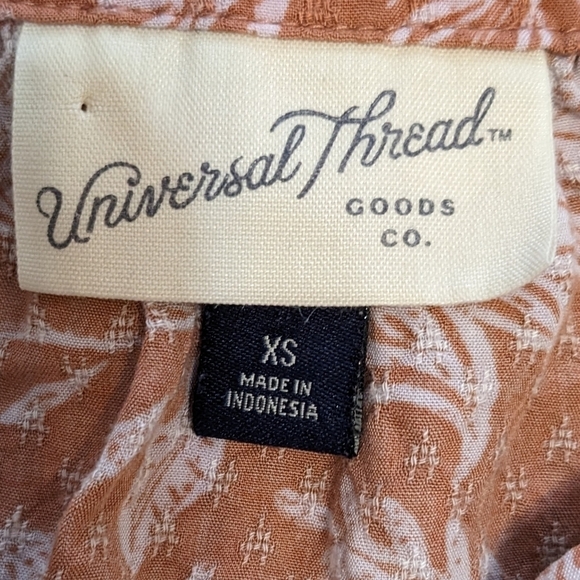 Universal Thread™
GOODS
CO.
XS
MADE IN
INDONESIA